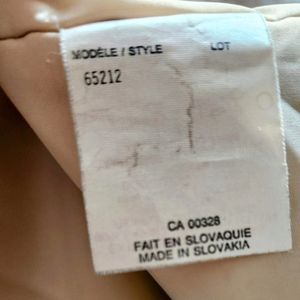 MODÈLE / STYLE LOT
65212
CA 00328
FAIT EN SLOVAQUIE
MADE IN SLOVAKIA